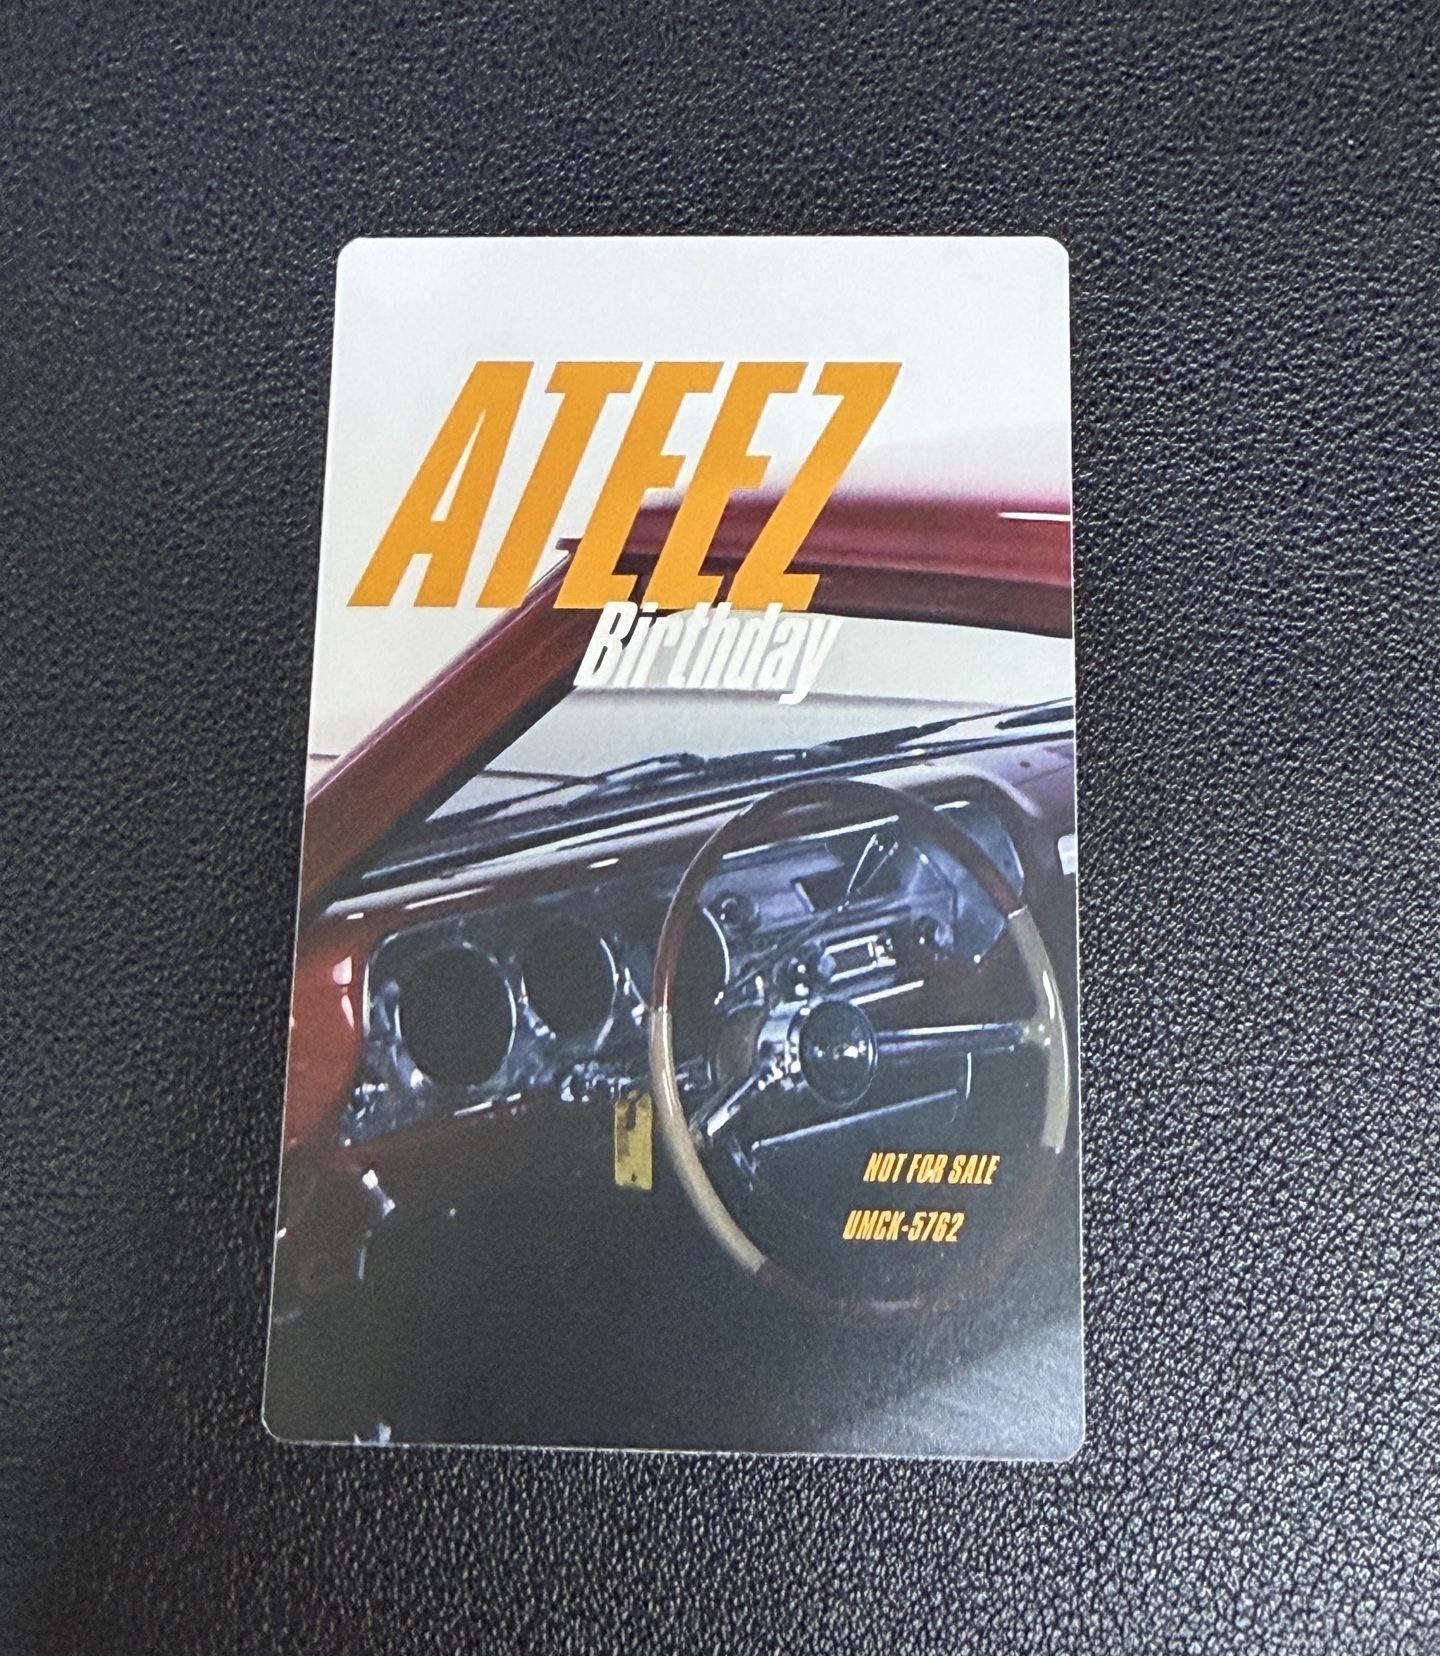 ATEEZ
Birthday
NOT FOR SALE
UMCK-5762